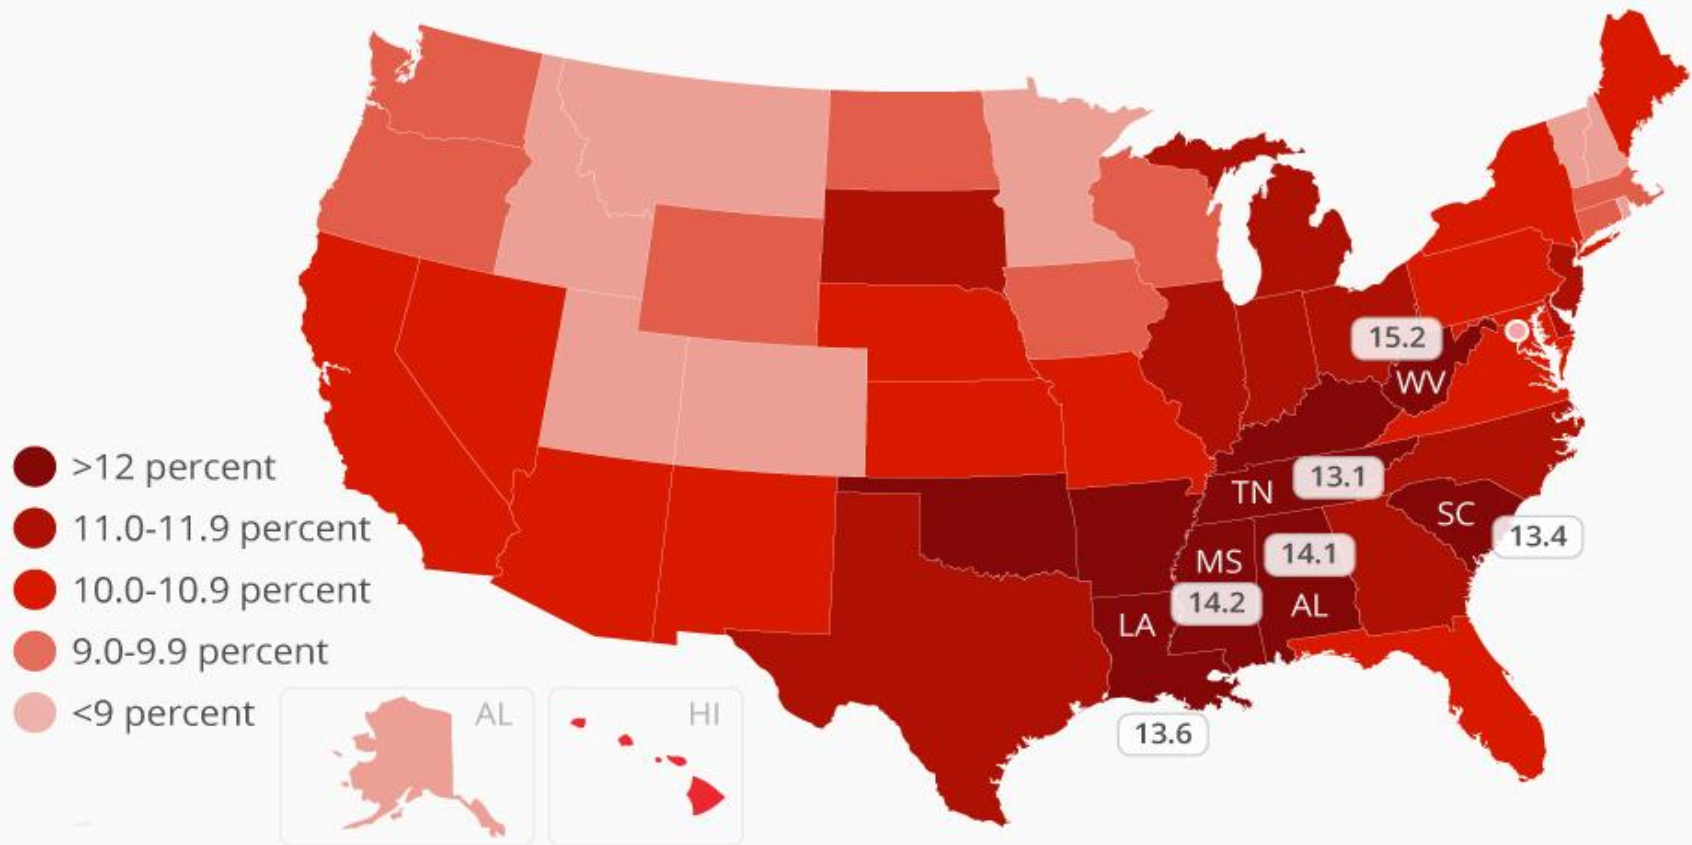 15.2
WV
>12 percent
TN
13.1
11.0-11.9 percent
SC
13.4
MS
14.1
10.0-10.9 percent
14.2
AL
LA
9.0-9.9 percent
<9 percent
AL
HI
13.6